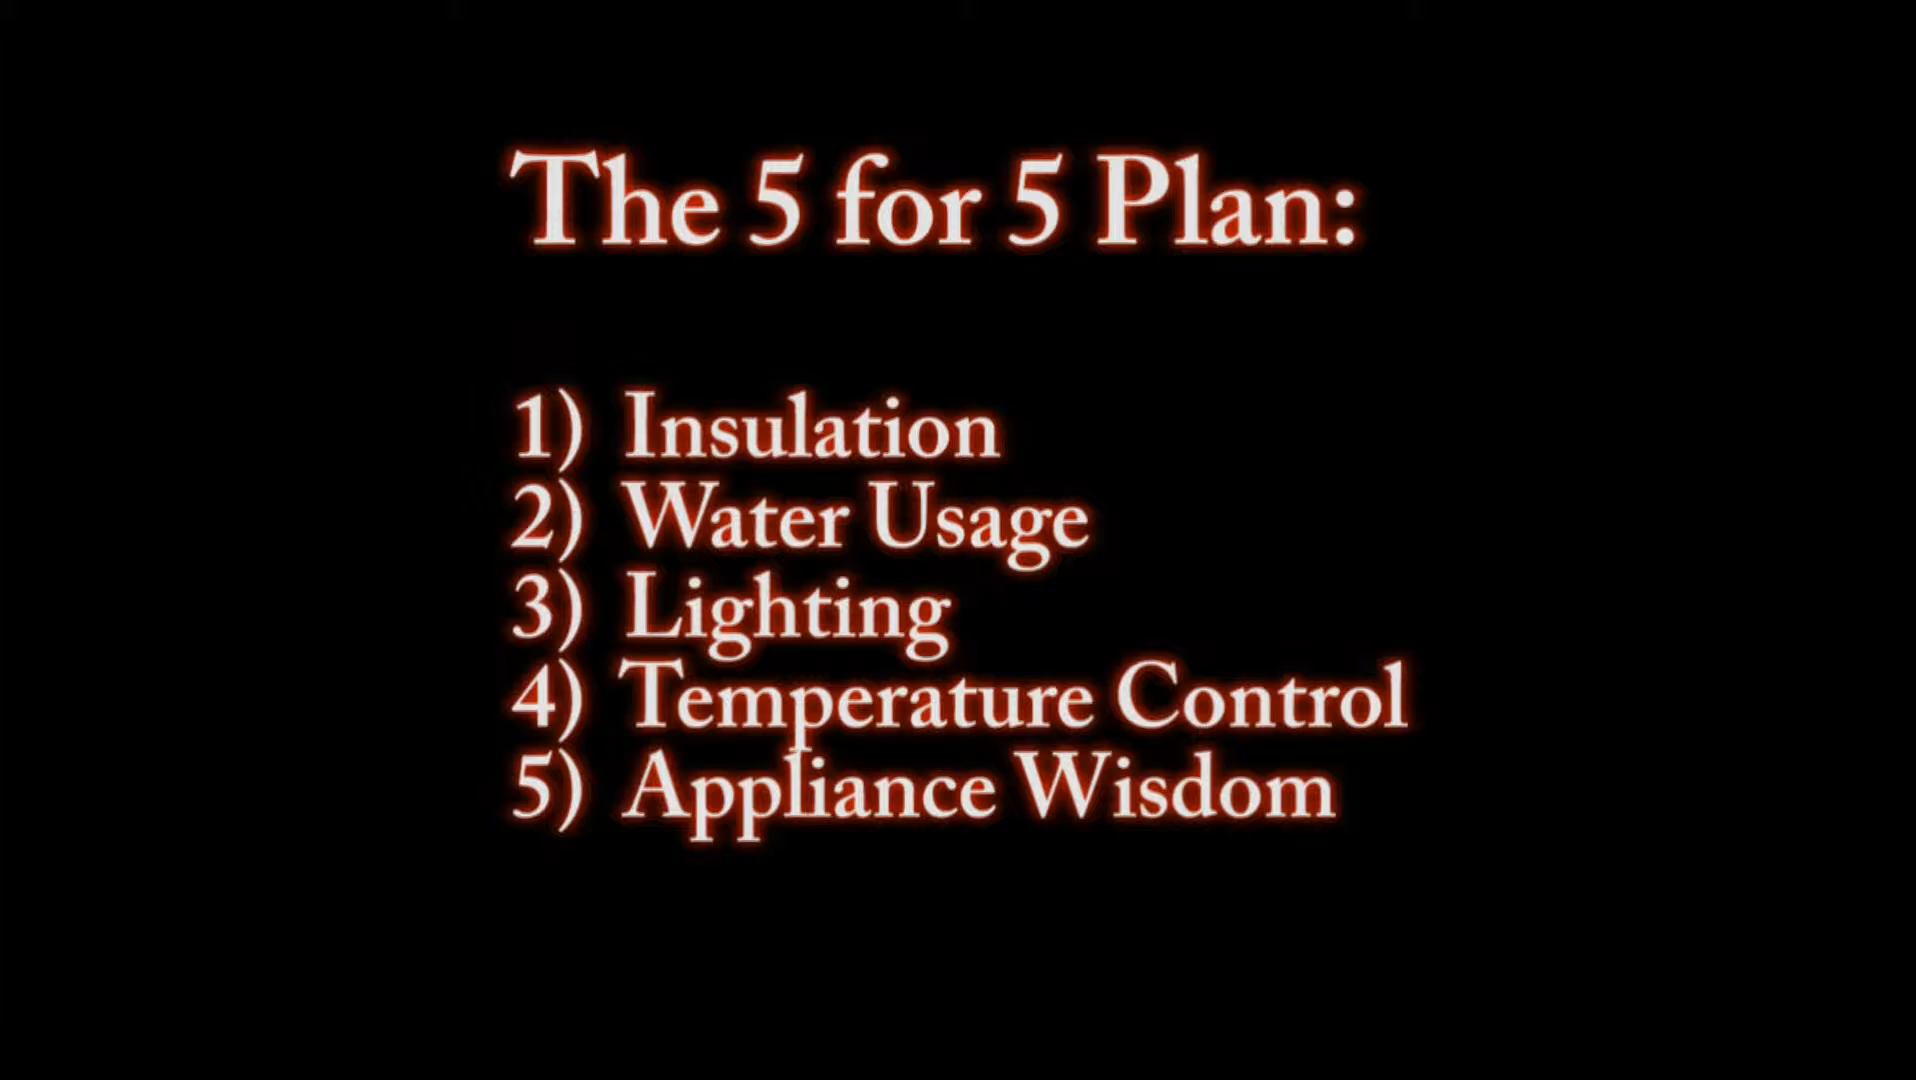 The 5 for 5 Plan:
1) Insulation
2) Water Usage
3) Lighting
4) Temperature Control
5) Appliance Wisdom